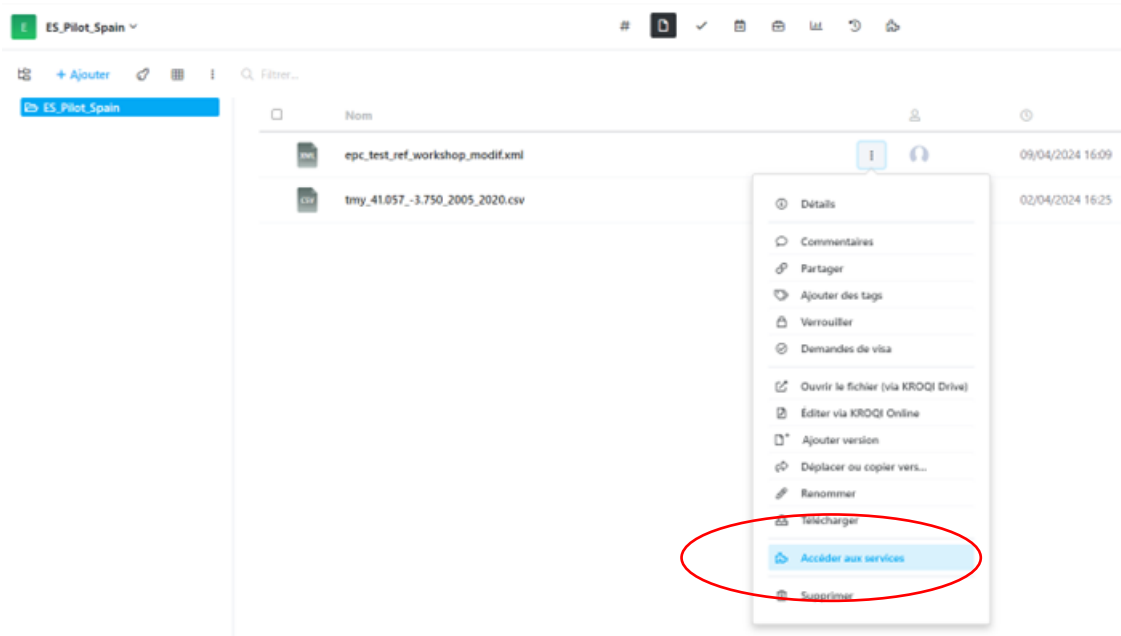 E ES_Pilot_Spain
+ Ajouter
Filtrer...
ES_Pilot_Spain
Nom
XML epc_test_ref_workshop_modif.xml 09/04/2024 16:09
CSV tmy_41.057_-3.750_2005_2020.csv 02/04/2024 16:25
Détails
Commentaires
Partager
Ajouter des tags
Verrouiller
Demandes de visa
Ouvrir le fichier (via KROQI Drive)
Éditer via KROQI Online
Ajouter version
Déplacer ou copier vers...
Renommer
Télécharger
Accéder aux services
Supprimer